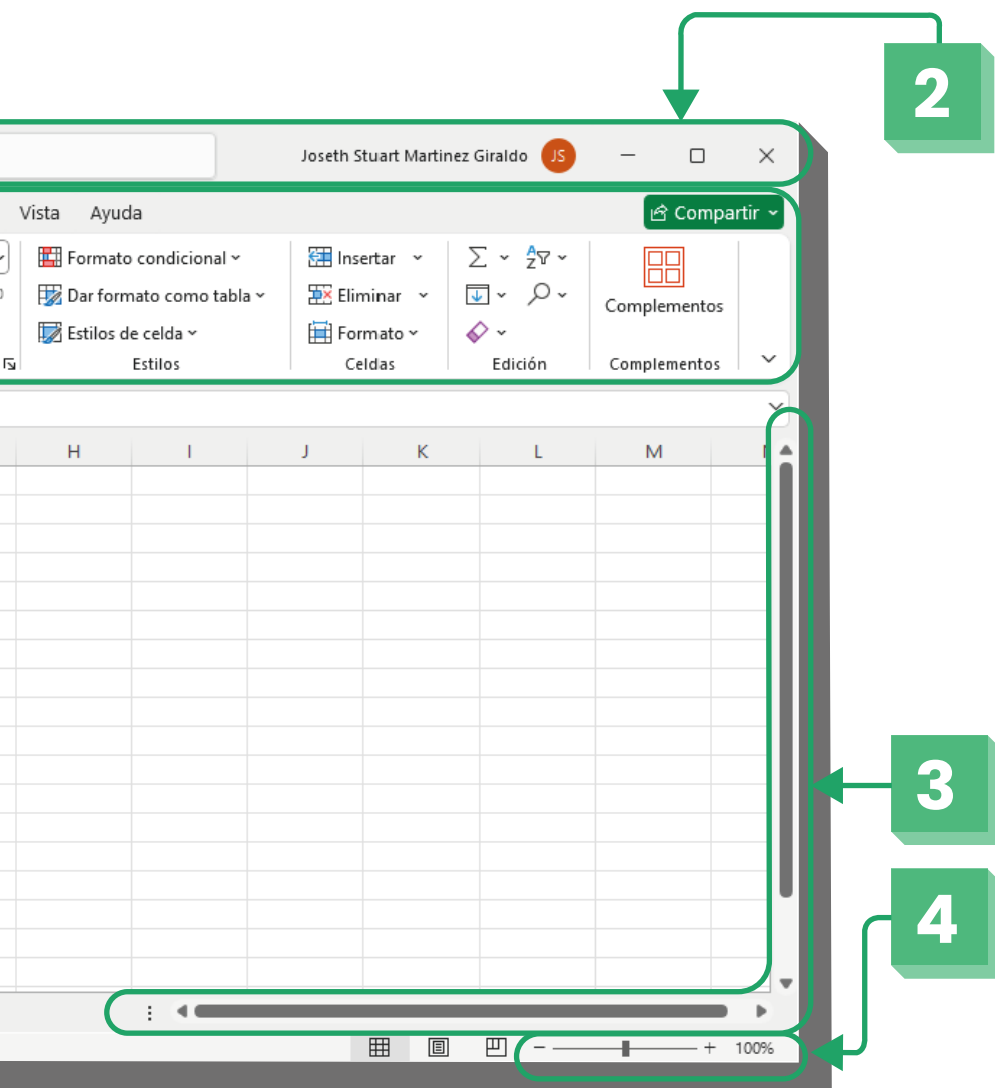 2
Joseth Stuart Martinez Giraldo JS
Vista Ayuda Compartir
Formato condicional Insertar
Dar formato como tabla Eliminar Complementos
Estilos de celda Formato
Estilos Celdas Edición Complementos
H I J K L M
3
4
100%